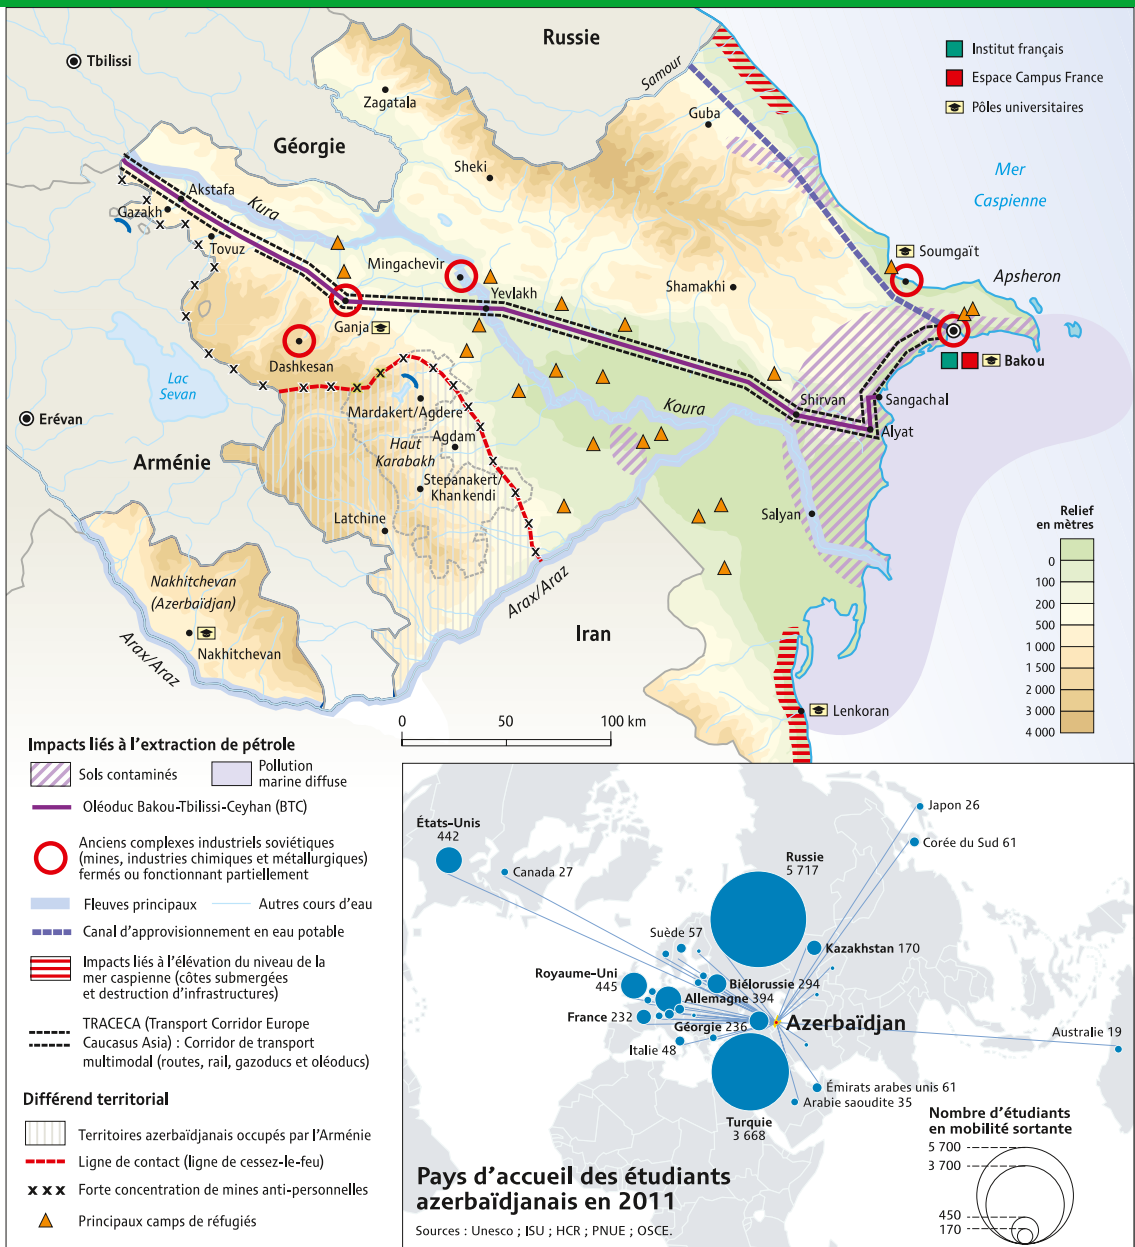 Russie
Tbilissi
Samour
Institut français
Espace Campus France
Pôles universitaires
Zagatala
Guba
Géorgie
Sheki
Mer
Caspienne
Akstafa
Gazakh
Kura
Tovuz
Mingachevir
Soumgaït
Apsheron
Shamakhi
Yevlakh
Ganja
Dashkesan
Bakou
Lac
Sevan
Erévan
Mardakert/Agdere
Koura
Shirvan
Sangachal
Alyat
Arménie
Haut
Karabakh
Agdam
Stepanakert/
Khankendi
Latchine
Salyan
Relief
en mètres
0
100
200
500
1 000
1 500
2 000
3 000
4 000
Nakhitchevan
(Azerbaïdjan)
Arax/Araz
Iran
Nakhitchevan
Arax/Araz
Lenkoran
0 50 100 km
Impacts liés à l'extraction de pétrole
Sols contaminés
Pollution
marine diffuse
Oléoduc Bakou-Tbilissi-Ceyhan (BTC)
Anciens complexes industriels soviétiques
(mines, industries chimiques et métallurgiques)
fermés ou fonctionnant partiellement
Fleuves principaux
Autres cours d'eau
Canal d'approvisionnement en eau potable
Impacts liés à l'élévation du niveau de la
mer caspienne (côtes submergées
et destruction d'infrastructures)
TRACECA (Transport Corridor Europe
Caucasus Asia) : Corridor de transport
multimodal (routes, rail, gazoducs et oléoducs)
Différend territorial
Territoires azerbaïdjanais occupés par l'Arménie
Ligne de contact (ligne de cessez-le-feu)
x x x Forte concentration de mines anti-personnelles
Principaux camps de réfugiés
États-Unis
442
Canada 27
Japon 26
Corée du Sud 61
Russie
5 717
Suède 57
Kazakhstan 170
Royaume-Uni
445
Biélorussie 294
Allemagne 394
France 232
Géorgie 236
Azerbaïdjan
Italie 48
Australie 19
Émirats arabes unis 61
Arabie saoudite 35
Turquie
3 668
Nombre d'étudiants
en mobilité sortante
5 700
3 700
450
170
Pays d'accueil des étudiants
azerbaïdjanais en 2011
Sources : Unesco ; ISU ; HCR ; PNUE ; OSCE.